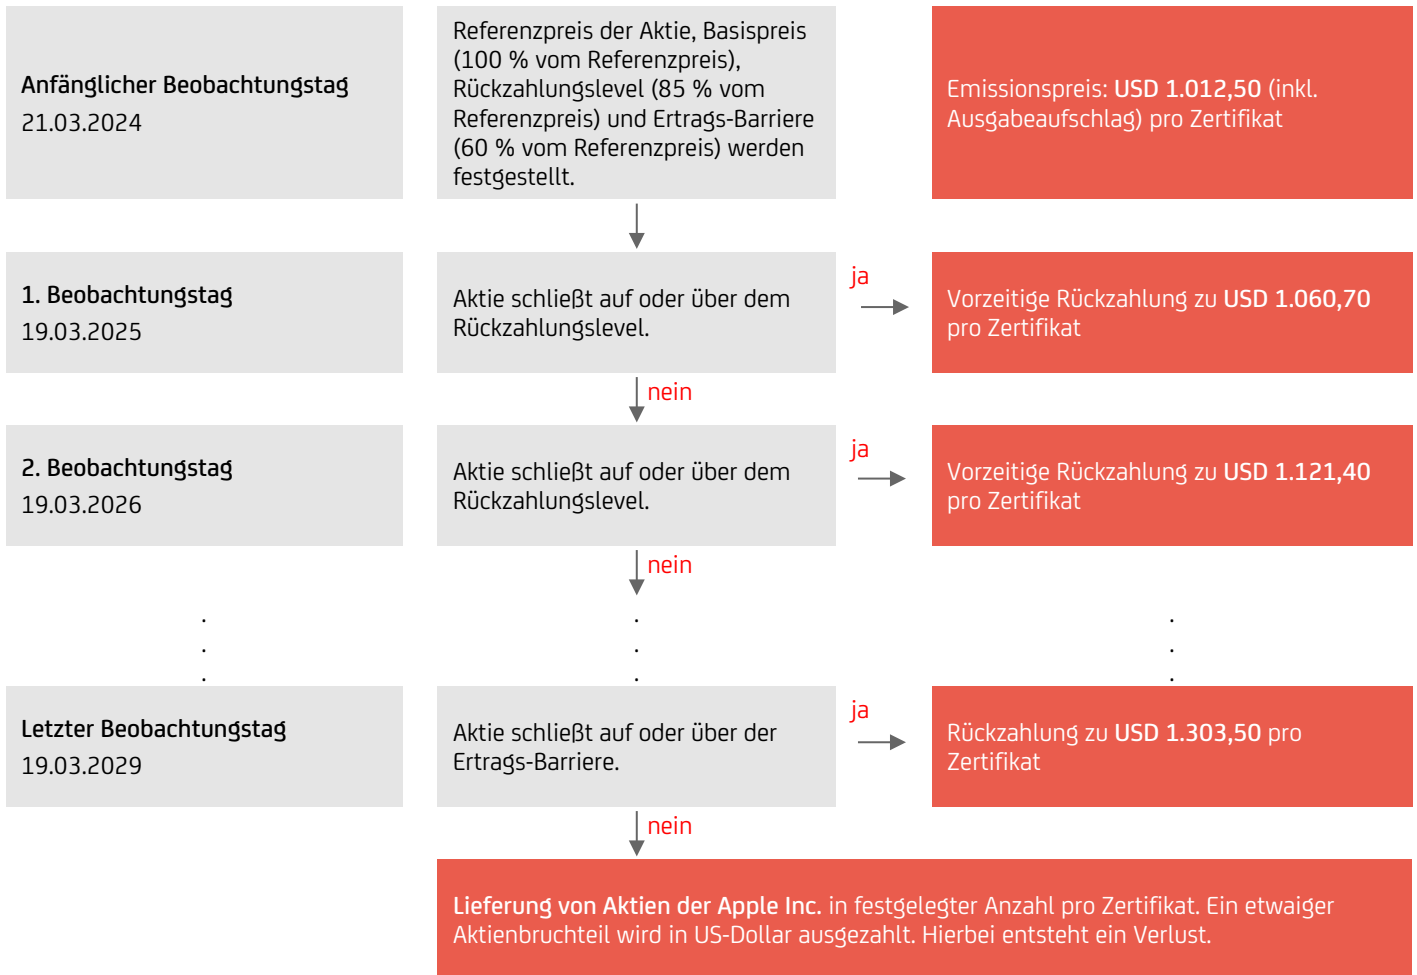 Anfänglicher Beobachtungstag
21.03.2024
Referenzpreis der Aktie, Basispreis
(100 % vom Referenzpreis),
Rückzahlungslevel (85 % vom
Referenzpreis) und Ertrags-Barriere
(60 % vom Referenzpreis) werden
festgestellt.
Emissionspreis: USD 1.012,50 (inkl.
Ausgabeaufschlag) pro Zertifikat
1. Beobachtungstag
19.03.2025
Aktie schließt auf oder über dem
Rückzahlungslevel.
ja
Vorzeitige Rückzahlung zu USD 1.060,70
pro Zertifikat
nein
2. Beobachtungstag
19.03.2026
Aktie schließt auf oder über dem
Rückzahlungslevel.
ja
Vorzeitige Rückzahlung zu USD 1.121,40
pro Zertifikat
nein
. . .
. . .
. . .
Letzter Beobachtungstag
19.03.2029
Aktie schließt auf oder über der
Ertrags-Barriere.
ja
Rückzahlung zu USD 1.303,50 pro
Zertifikat
nein
Lieferung von Aktien der Apple Inc. in festgelegter Anzahl pro Zertifikat. Ein etwaiger
Aktienbruchteil wird in US-Dollar ausgezahlt. Hierbei entsteht ein Verlust.